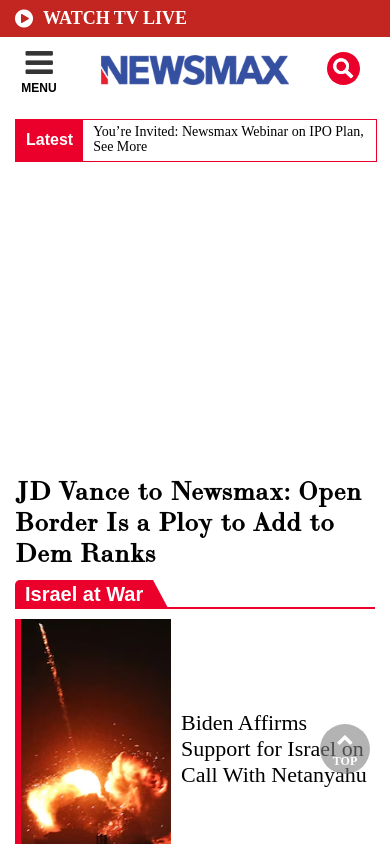 WATCH TV LIVE
MENU
NEWSMAX
Latest
You’re Invited: Newsmax Webinar on IPO Plan,
See More
JD Vance to Newsmax: Open
Border Is a Ploy to Add to
Dem Ranks
Israel at War
Biden Affirms
Support for Israel on
Call With Netanyahu
TOP